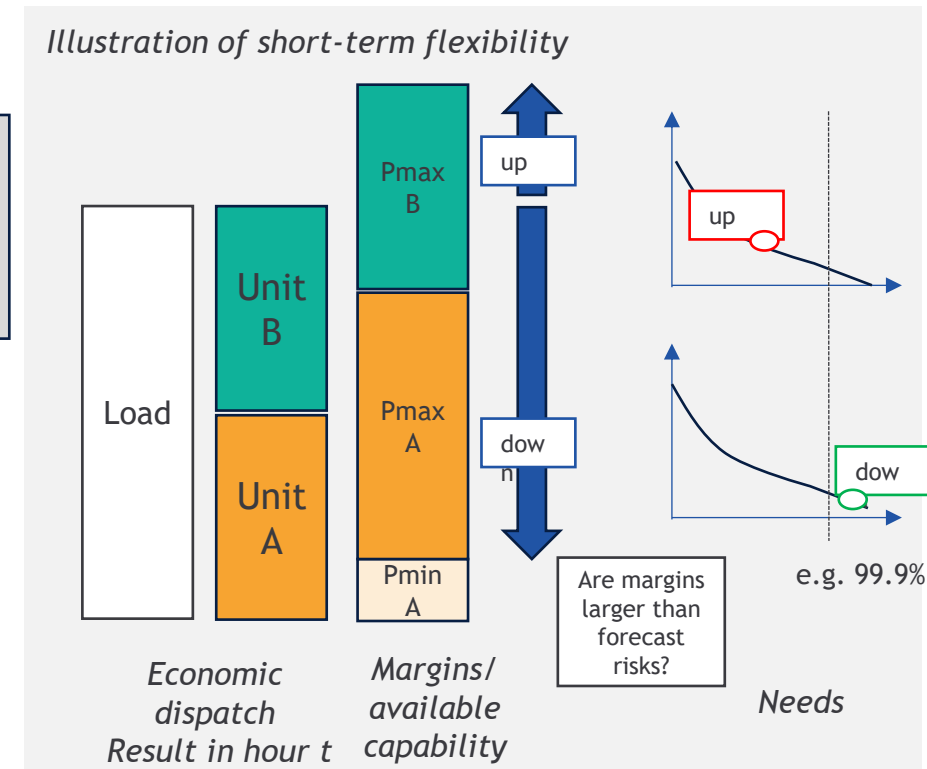 Illustration of short-term flexibility
Load
Unit
B
Unit
A
Pmax
B
Pmax
A
Pmin
A
up
dow
n
up
dow
e.g. 99.9%
Are margins
larger than
forecast
risks?
Economic
dispatch
Result in hour t
Margins/
available
capability
Needs